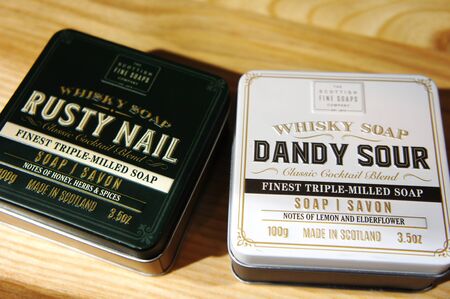 THE
SCOTTISH
FINE SOAPS
COMPANY
WHISKY SOAP
RUSTY NAIL
Classic Cocktail Blend
FINEST TRIPLE-MILLED SOAP
SOAP | SAVON
NOTES OF HONEY, HERBS & SPICES
100g MADE IN SCOTLAND 3.5oz
THE
SCOTTISH
FINE SOAPS
COMPANY
WHISKY SOAP
DANDY SOUR
Classic Cocktail Blend
FINEST TRIPLE-MILLED SOAP
SOAP | SAVON
NOTES OF LEMON AND ELDERFLOWER
100g MADE IN SCOTLAND 3.5oz